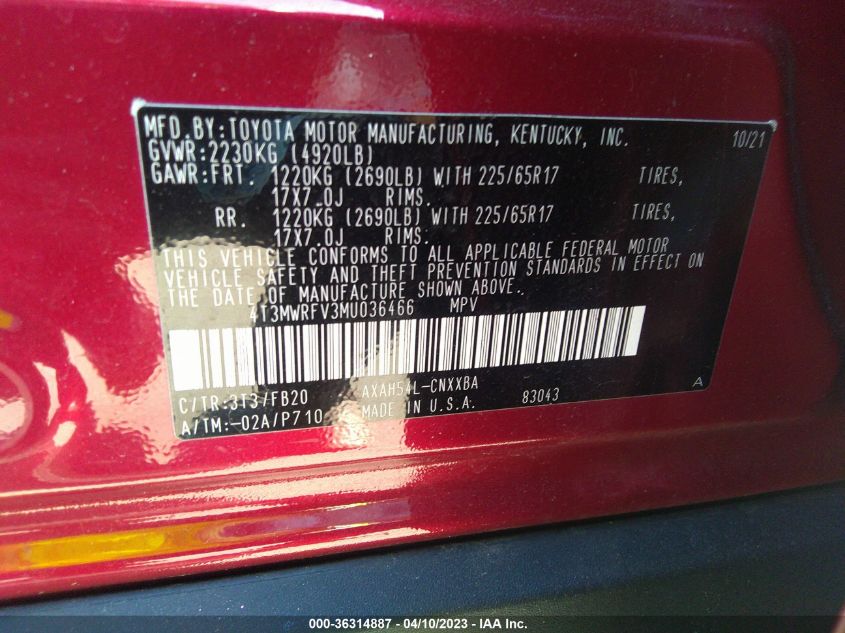 MFD.BY:TOYOTA MOTOR MANUFACTURING, KENTUCKY, INC. 10/21
GVWR:2230KG (4920LB)
GAWR:FRT. 1220KG (2690LB) WITH 225/65R17 TIRES,
17X7.0J RIMS.
RR. 1220KG (2690LB) WITH 225/65R17 TIRES,
17X7.0J RIMS.
THIS VEHICLE CONFORMS TO ALL APPLICABLE FEDERAL MOTOR
VEHICLE SAFETY AND THEFT PREVENTION STANDARDS IN EFFECT ON
THE DATE OF MANUFACTURE SHOWN ABOVE.
4T3MWRFV3MU036466 MPV
C/TR:3T3/FB20 AXAH54L-CNXXBA
A/TM:-02A/P710 MADE IN U.S.A. 83043 A
000-36314887 - 04/10/2023 - IAA Inc.